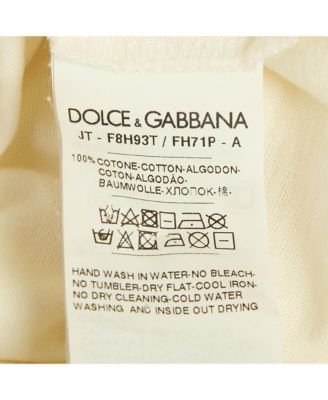 DOLCE & GABBANA
JT - F8H93T / FH71P - A
100% COTONE-COTTON-ALGODON-
COTON-ALGODÃO-
BAUMWOLLE-ХЛОПОК-棉-
HAND WASH IN WATER-NO BLEACH-
NO TUMBLER-DRY FLAT-COOL IRON-
NO DRY CLEANING-COLD WATER
WASHING AND INSIDE OUT DRYING